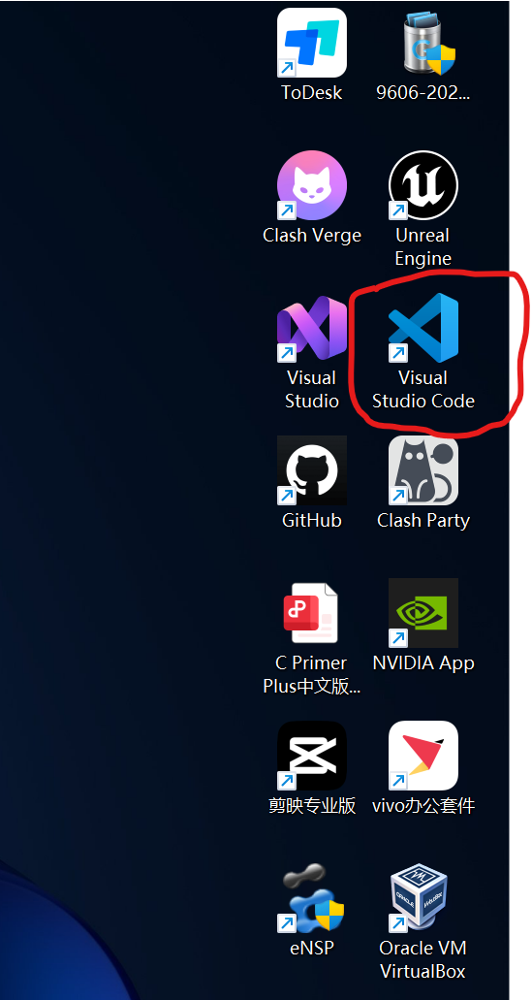 ToDesk
9606-202...
Clash Verge
Unreal
Engine
Visual
Studio
Visual
Studio Code
GitHub
Clash Party
C Primer
Plus中文版...
NVIDIA App
剪映专业版
vivo办公套件
eNSP
Oracle VM
VirtualBox